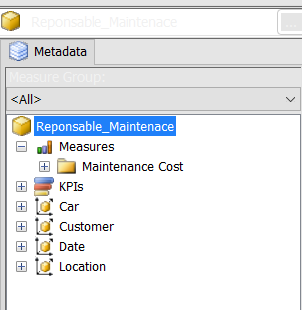 Reponsable_Maintenace
...
Metadata
Measure Group:
<All>
Reponsable_Maintenace
Measures
Maintenance Cost
KPIs
Car
Customer
Date
Location